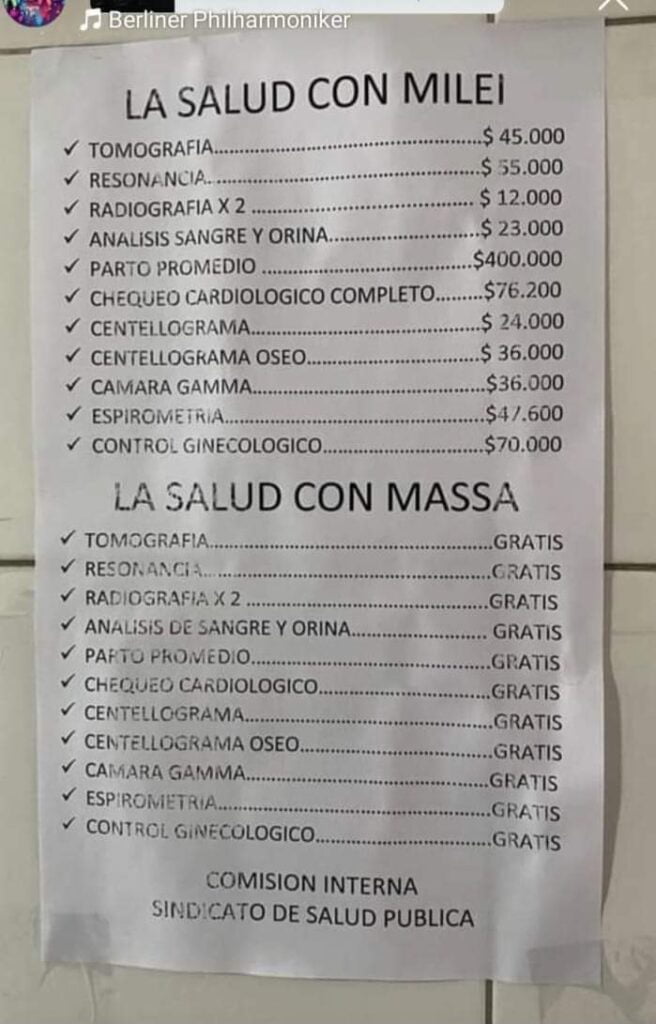 Berliner Philharmoniker
LA SALUD CON MILEI
✓ TOMOGRAFIA....................................................$ 45.000
✓ RESONANCIA....................................................$ 55.000
✓ RADIOGRAFIA X 2 ............................................ $ 12.000
✓ ANALISIS SANGRE Y ORINA..............................$ 23.000
✓ PARTO PROMEDIO ..........................................$400.000
✓ CHEQUEO CARDIOLOGICO COMPLETO.........$76.200
✓ CENTELLOGRAMA..............................................$ 24.000
✓ CENTELLOGRAMA OSEO...................................$ 36.000
✓ CAMARA GAMMA..............................................$36.000
✓ ESPIROMETRIA...................................................$47.600
✓ CONTROL GINECOLOGICO................................$70.000
LA SALUD CON MASSA
✓ TOMOGRAFIA.....................................................GRATIS
✓ RESONANCIA.....................................................GRATIS
✓ RADIOGRAFIA X 2 .............................................GRATIS
✓ ANALISIS DE SANGRE Y ORINA......................... GRATIS
✓ PARTO PROMEDIO.............................................GRATIS
✓ CHEQUEO CARDIOLOGICO................................GRATIS
✓ CENTELLOGRAMA..............................................GRATIS
✓ CENTELLOGRAMA OSEO...................................GRATIS
✓ CAMARA GAMMA..............................................GRATIS
✓ ESPIROMETRIA...................................................GRATIS
✓ CONTROL GINECOLOGICO.................................GRATIS
COMISION INTERNA
SINDICATO DE SALUD PUBLICA